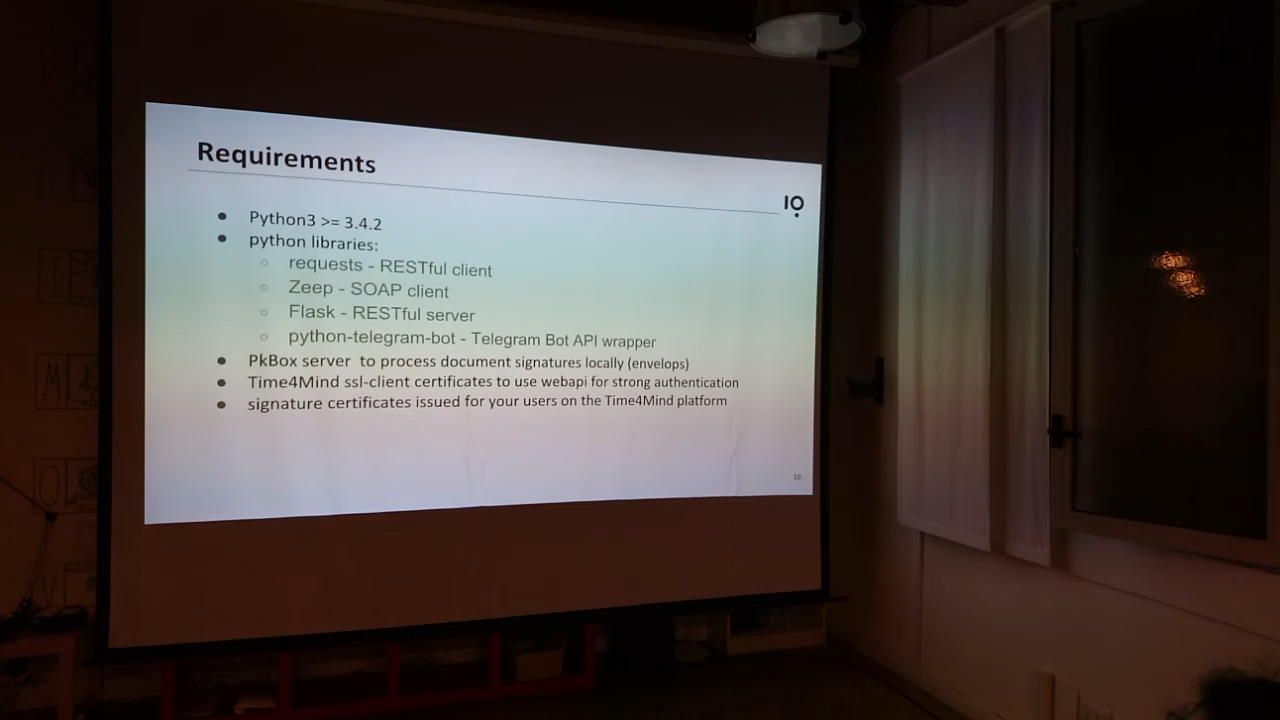 Requirements
IO
Python3 >= 3.4.2
python libraries:
requests - RESTful client
Zeep - SOAP client
Flask - RESTful server
python-telegram-bot - Telegram Bot API wrapper
PkBox server to process document signatures locally (envelops)
Time4Mind ssl-client certificates to use webapi for strong authentication
signature certificates issued for your users on the Time4Mind platform
10
M
Q